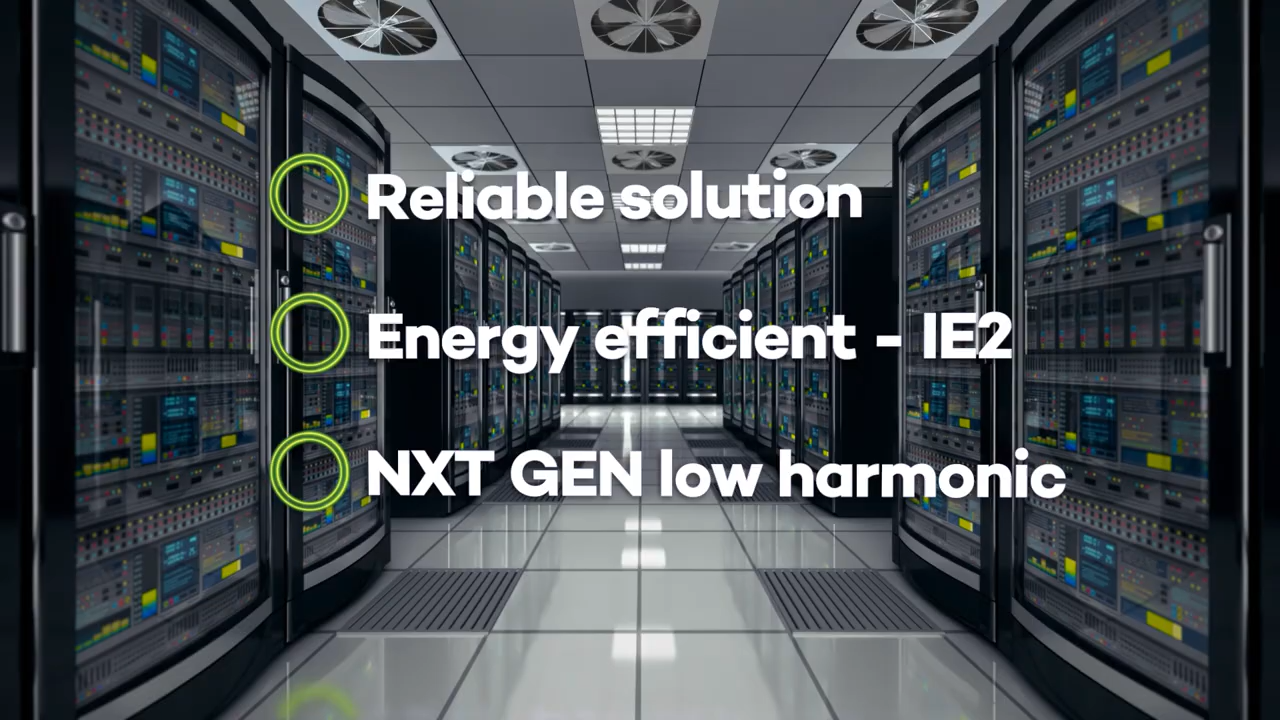 Reliable solution
Energy efficient - IE2
NXT GEN low harmonic